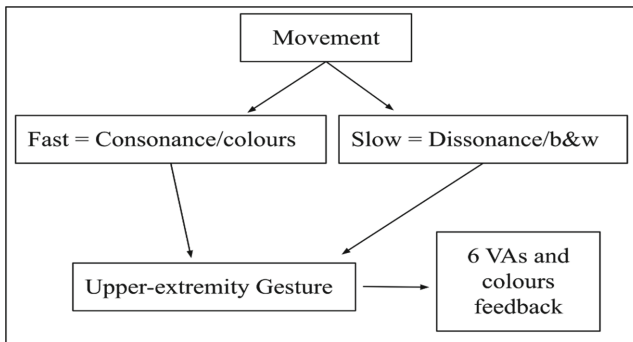 Movement
Fast = Consonance/colours
Slow = Dissonance/b&w
Upper-extremity Gesture
6 VAs and
colours
feedback